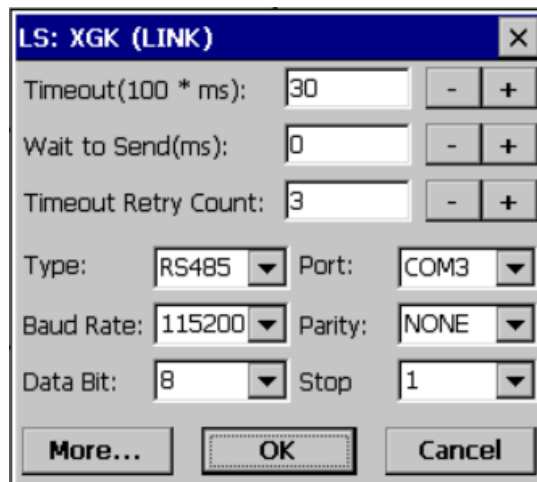 LS: XGK (LINK) ×
Timeout(100 * ms): 30 - +
Wait to Send(ms): 0 - +
Timeout Retry Count: 3 - +
Type: RS485 Port: COM3
Baud Rate: 115200 Parity: NONE
Data Bit: 8 Stop 1
More... OK Cancel